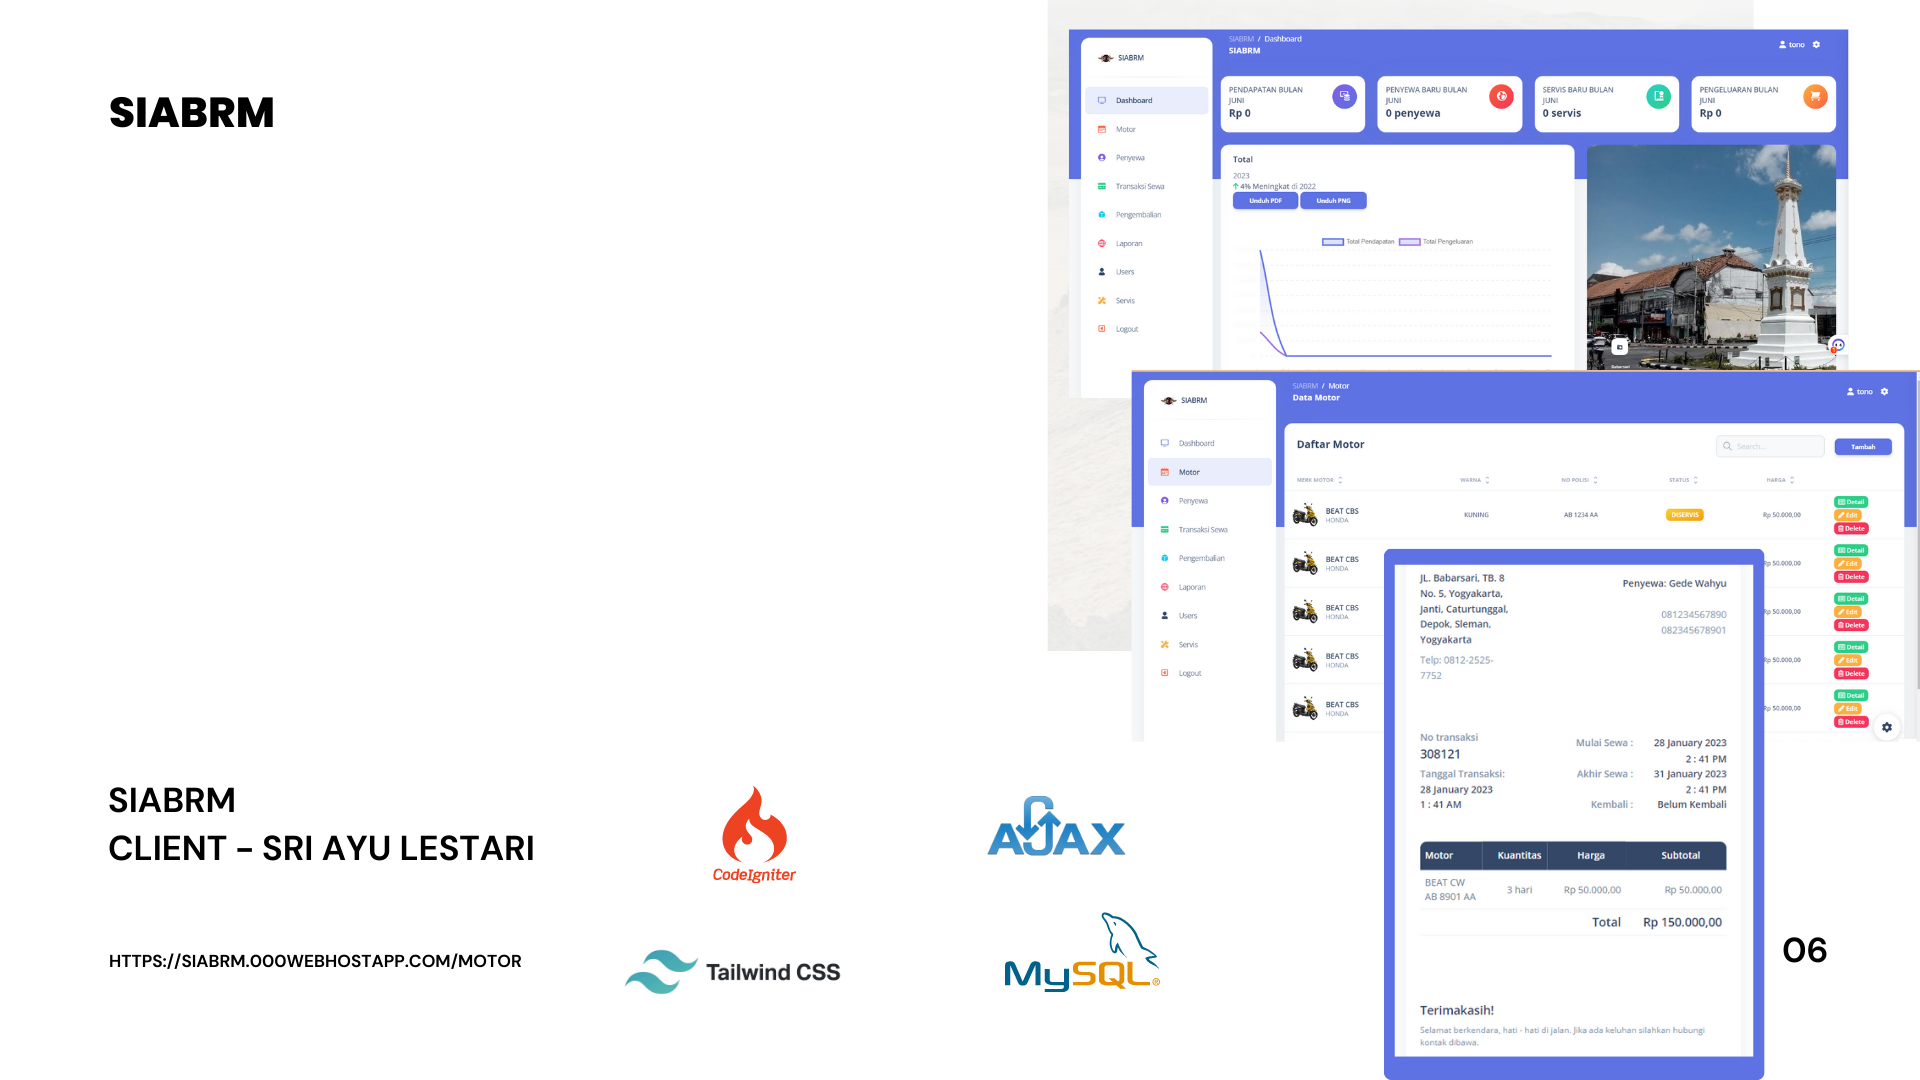 SIABRM
SIABRM
Dashboard
Motor
Penyewa
Transaksi Sewa
Pengembalian
Laporan
Users
Servis
Logout
SIABRM / Dashboard
SIABRM
tono
PENDAPATAN BULAN
JUNI
Rp 0
PENYEWA BARU BULAN
JUNI
0 penyewa
SERVIS BARU BULAN
JUNI
0 servis
PENGELUARAN BULAN
JUNI
Rp 0
Total
2023
4% Meningkat di 2022
Unduh PDF
Unduh PNG
Total Pendapatan
Total Pengeluaran
SIABRM
Dashboard
Motor
Penyewa
Transaksi Sewa
Pengembalian
Laporan
Users
Servis
Logout
SIABRM / Motor
Data Motor
tono
Daftar Motor
Search...
Tambah
MERK MOTOR WARNA NO POLISI STATUS HARGA
BEAT CBS
HONDA
KUNING
AB 1234 AA
DISERVIS
Rp 50.000,00
Detail
Edit
Delete
BEAT CBS
HONDA
Rp 50.000,00
Detail
Edit
Delete
BEAT CBS
HONDA
Rp 50.000,00
Detail
Edit
Delete
BEAT CBS
HONDA
Rp 50.000,00
Detail
Edit
Delete
BEAT CBS
HONDA
Rp 50.000,00
Detail
Edit
Delete
JL. Babarsari, TB. 8
No. 5, Yogyakarta,
Janti, Caturtunggal,
Depok, Sleman,
Yogyakarta
Telp: 0812-2525-
7752
Penyewa: Gede Wahyu
081234567890
082345678901
No transaksi
308121
Tanggal Transaksi:
28 January 2023
1 : 41 AM
Mulai Sewa : 28 January 2023
2 : 41 PM
Akhir Sewa : 31 January 2023
2 : 41 PM
Kembali : Belum Kembali
Motor Kuantitas Harga Subtotal
BEAT CW
AB 8901 AA
3 hari Rp 50.000,00 Rp 50.000,00
Total Rp 150.000,00
Terimakasih!
Selamat berkendara, hati - hati di jalan. Jika ada keluhan silahkan hubungi
kontak dibawa.
SIABRM
CLIENT - SRI AYU LESTARI
HTTPS://SIABRM.000WEBHOSTAPP.COM/MOTOR
CodeIgniter
AJAX
Tailwind CSS
MySQL®
06